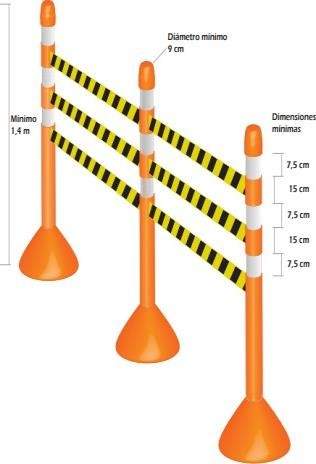 Diámetro mínimo
9 cm
Mínimo
1,4 m
Dimensiones
mínimas
7,5 cm
15 cm
7,5 cm
15 cm
7,5 cm